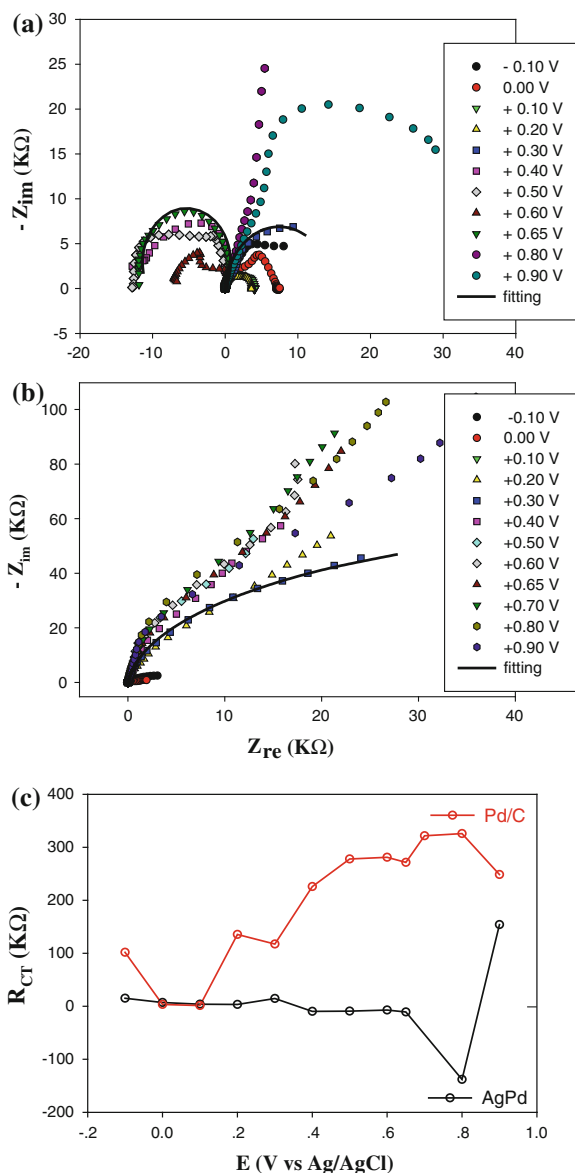 (a)
- Z_im (KΩ)
25
20
15
10
5
0
-5
-20 -10 0 10 20 30 40
- 0.10 V
0.00 V
+ 0.10 V
+ 0.20 V
+ 0.30 V
+ 0.40 V
+ 0.50 V
+ 0.60 V
+ 0.65 V
+ 0.80 V
+ 0.90 V
fitting
(b)
- Z_im (KΩ)
100
80
60
40
20
0
0 10 20 30 40
Z_re (KΩ)
-0.10 V
0.00 V
+0.10 V
+0.20 V
+0.30 V
+0.40 V
+0.50 V
+0.60 V
+0.65 V
+0.70 V
+0.80 V
+0.90 V
fitting
(c)
R_CT (KΩ)
400
300
200
100
0
-100
-200
Pd/C
AgPd
-.2 0.0 .2 .4 .6 .8 1.0
E (V vs Ag/AgCl)